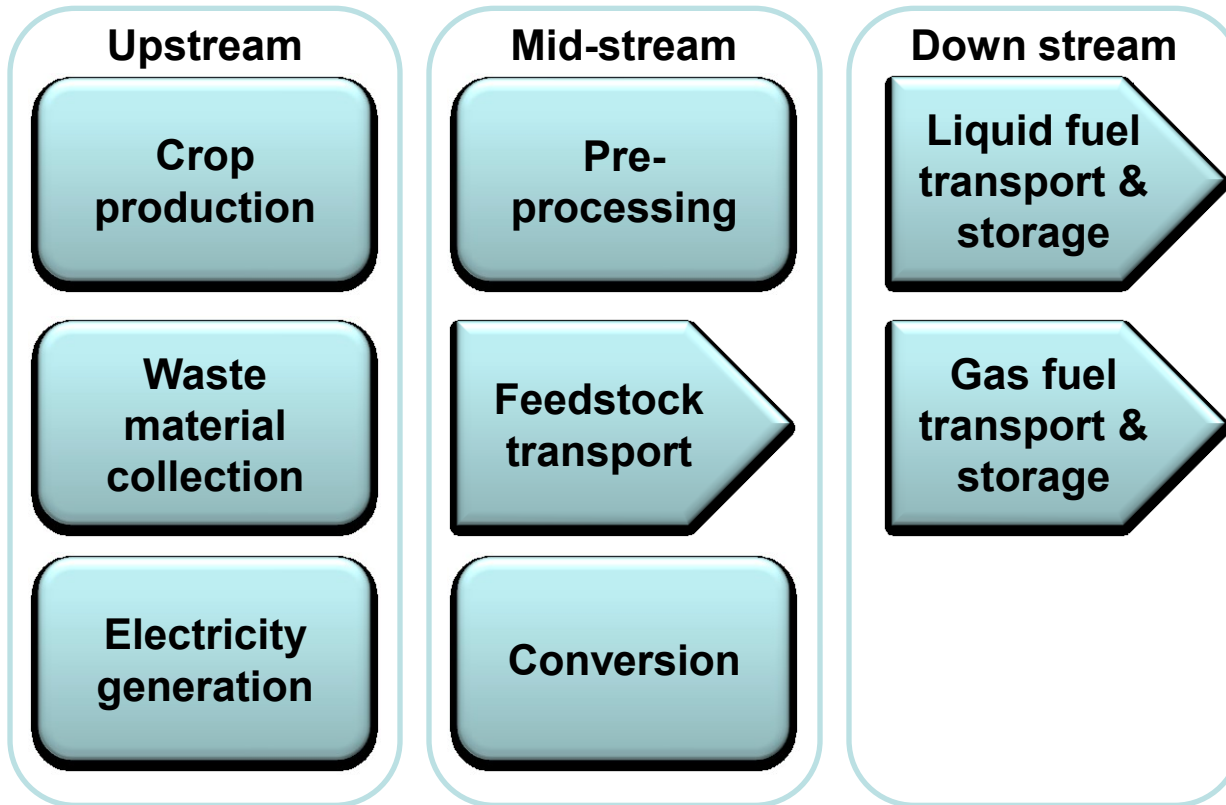 Upstream
Crop
production
Waste
material
collection
Electricity
generation
Mid-stream
Pre-
processing
Feedstock
transport
Conversion
Down stream
Liquid fuel
transport &
storage
Gas fuel
transport &
storage